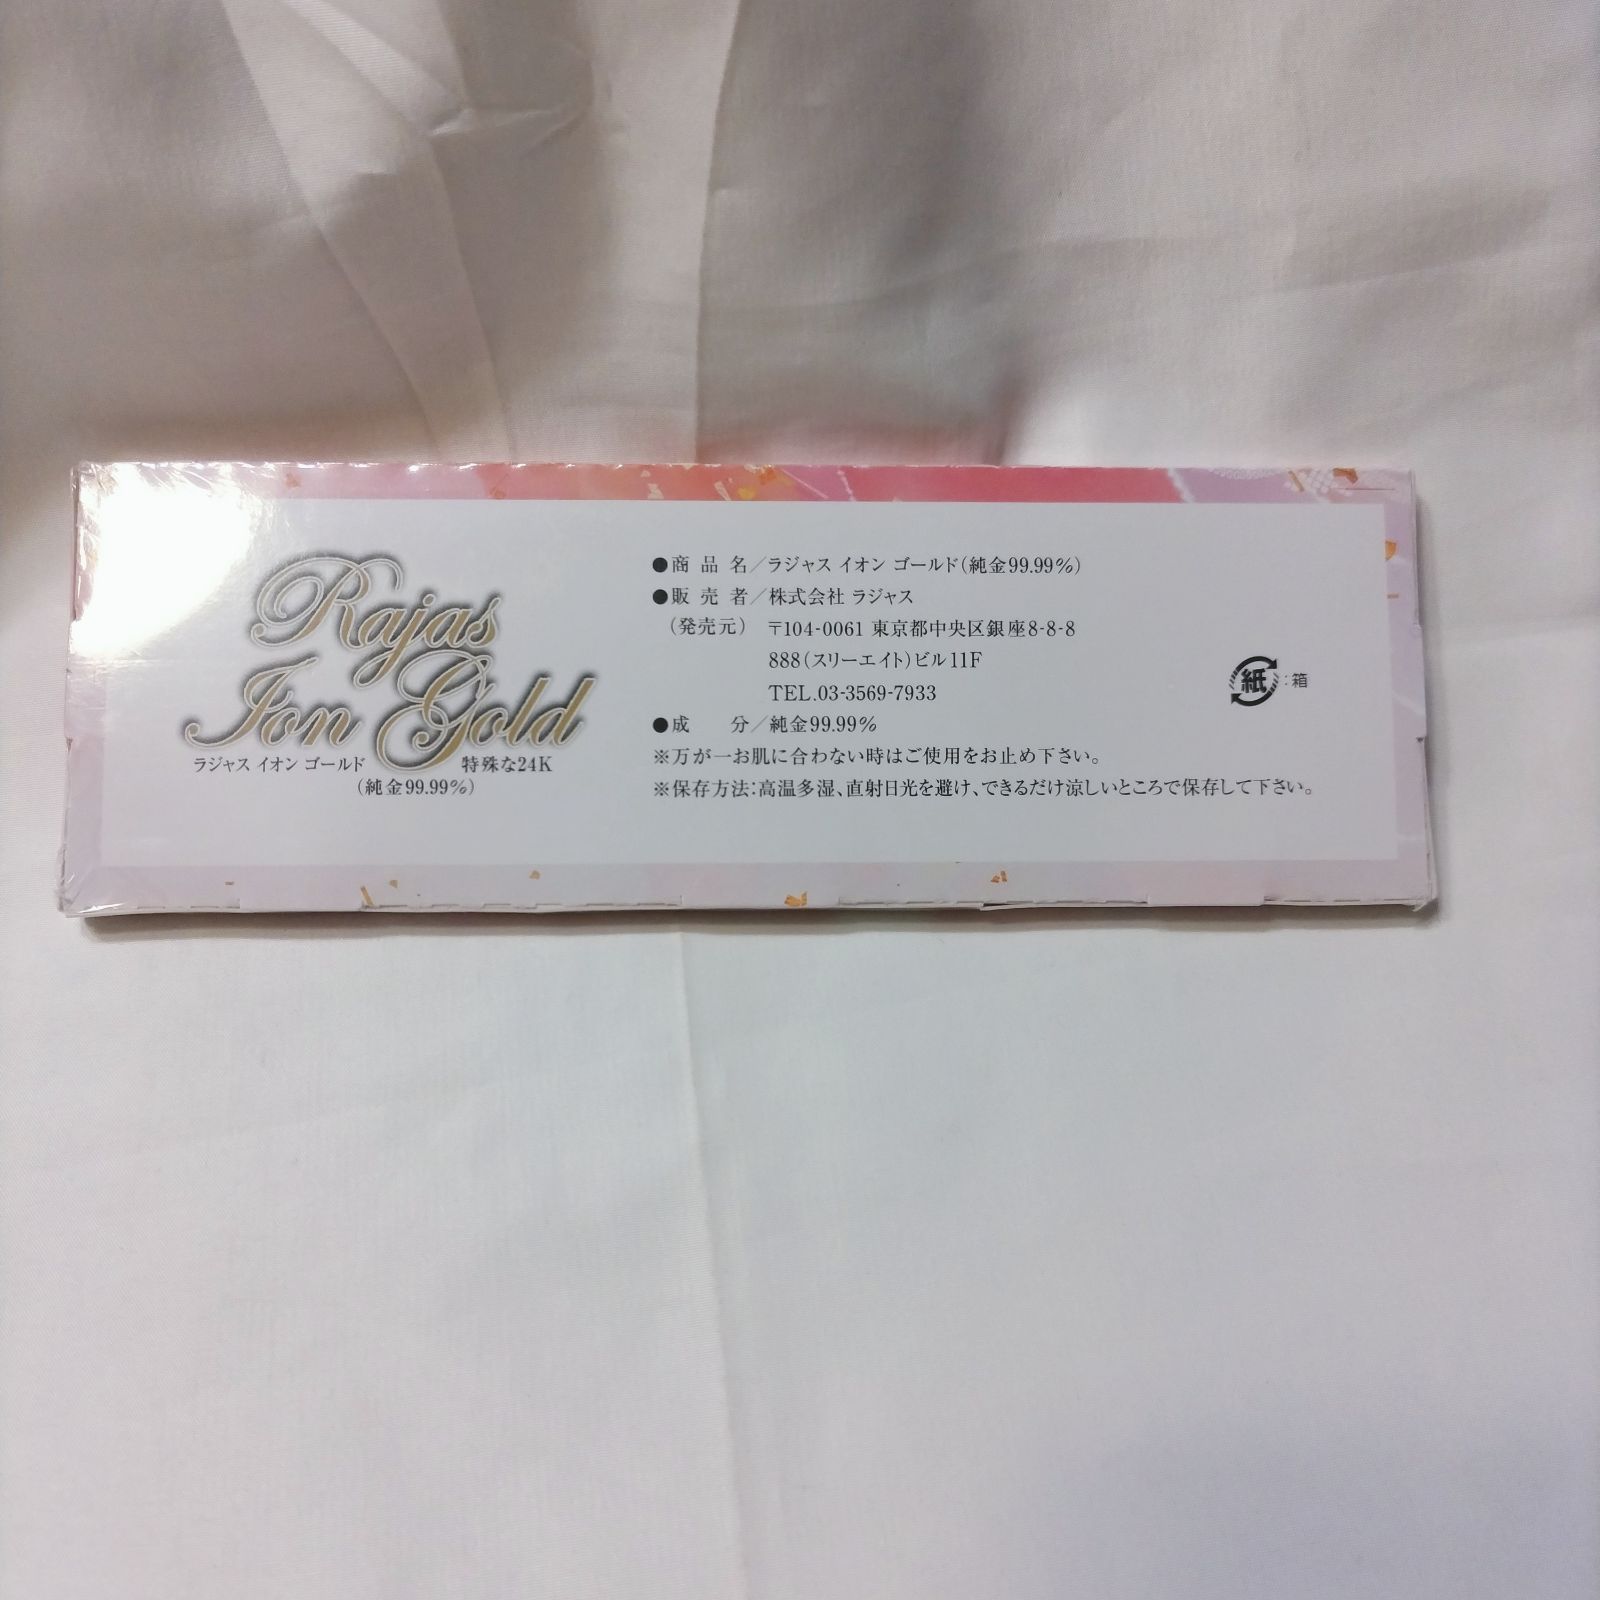 Rajas
Ion Gold
ラジャス イオン ゴールド 特殊な24K
(純金99.99%)
●商品名／ラジャス イオン ゴールド(純金99.99%)
●販売者／株式会社 ラジャス
(発売元) 〒104-0061 東京都中央区銀座8-8-8
888(スリーエイト)ビル11F
TEL.03-3569-7933
●成分／純金99.99%
※万が一お肌に合わない時はご使用をお止め下さい。
※保存方法:高温多湿、直射日光を避け、できるだけ涼しいところで保存して下さい。
紙:箱